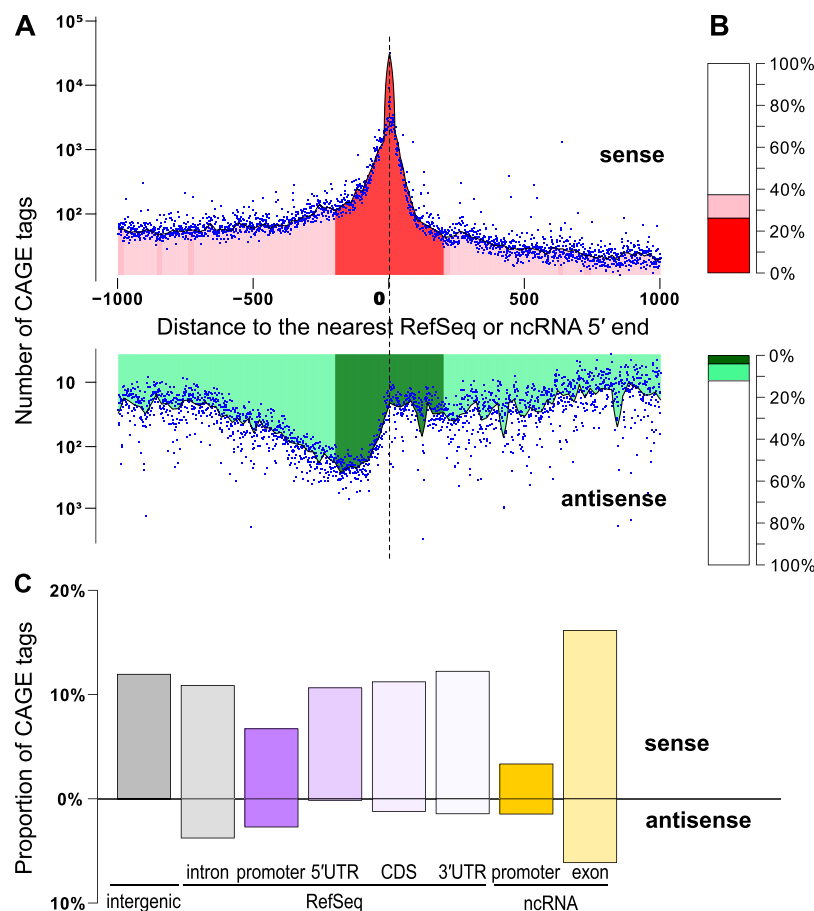 A
B
10⁵
10⁴
10³
10²
sense
−1000
−500
0
500
1000
Distance to the nearest RefSeq or ncRNA 5′ end
Number of CAGE tags
10
10²
10³
antisense
100%
80%
60%
40%
20%
0%
0%
20%
40%
60%
80%
100%
C
20%
10%
0%
10%
Proportion of CAGE tags
sense
antisense
intron promoter 5′UTR CDS 3′UTR promoter exon
intergenic RefSeq ncRNA